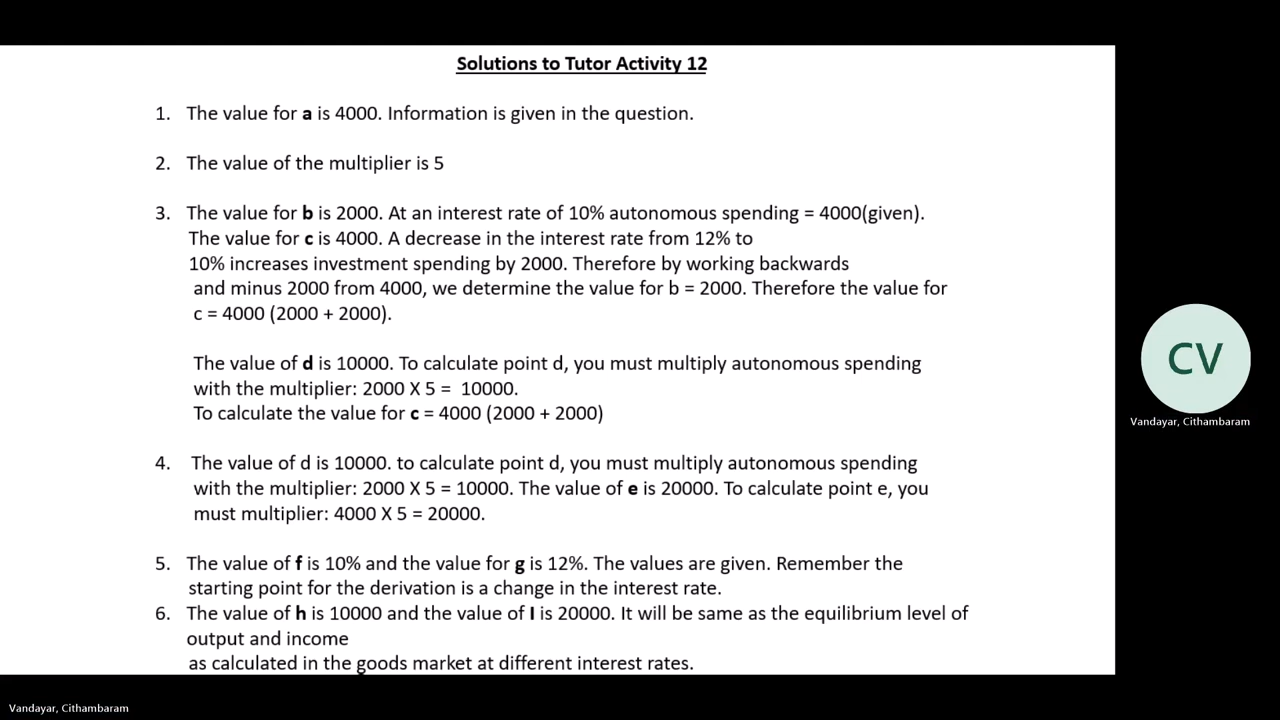 Solutions to Tutor Activity 12
1. The value for a is 4000. Information is given in the question.
2. The value of the multiplier is 5
3. The value for b is 2000. At an interest rate of 10% autonomous spending = 4000(given).
The value for c is 4000. A decrease in the interest rate from 12% to
10% increases investment spending by 2000. Therefore by working backwards
and minus 2000 from 4000, we determine the value for b = 2000. Therefore the value for
c = 4000 (2000 + 2000).
The value of d is 10000. To calculate point d, you must multiply autonomous spending
with the multiplier: 2000 X 5 = 10000.
To calculate the value for c = 4000 (2000 + 2000)
4. The value of d is 10000. to calculate point d, you must multiply autonomous spending
with the multiplier: 2000 X 5 = 10000. The value of e is 20000. To calculate point e, you
must multiplier: 4000 X 5 = 20000.
5. The value of f is 10% and the value for g is 12%. The values are given. Remember the
starting point for the derivation is a change in the interest rate.
6. The value of h is 10000 and the value of I is 20000. It will be same as the equilibrium level of
output and income
as calculated in the goods market at different interest rates.
CV
Vandayar, Cithambaram
Vandayar, Cithambaram